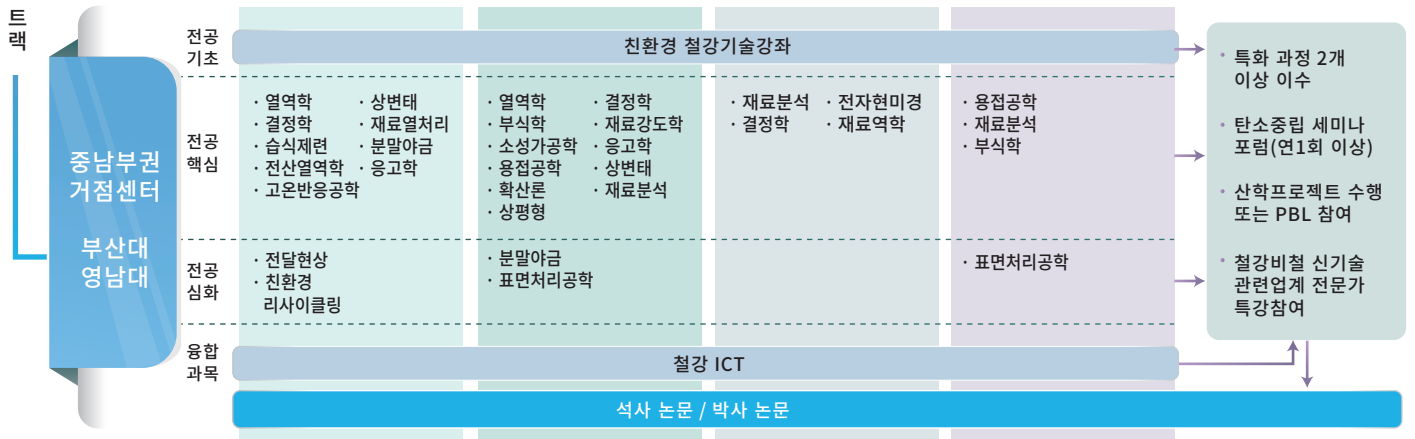 트랙
중남부권
거점센터
부산대
영남대
전공
기초
친환경 철강기술강좌
전공
핵심
· 열역학
· 결정학
· 습식제련
· 전산열역학
· 고온반응공학
· 상변태
· 재료열처리
· 분말야금
· 응고학
· 열역학
· 부식학
· 소성가공학
· 용접공학
· 확산론
· 상평형
· 결정학
· 재료강도학
· 응고학
· 상변태
· 재료분석
· 재료분석
· 결정학
· 전자현미경
· 재료역학
· 용접공학
· 재료분석
· 부식학
전공
심화
· 전달현상
· 친환경
리사이클링
· 분말야금
· 표면처리공학
· 표면처리공학
융합
과목
철강 ICT
석사 논문 / 박사 논문
• 특화 과정 2개
이상 이수
• 탄소중립 세미나
포럼(연1회 이상)
• 산학프로젝트 수행
또는 PBL 참여
• 철강비철 신기술
관련업계 전문가
특강참여